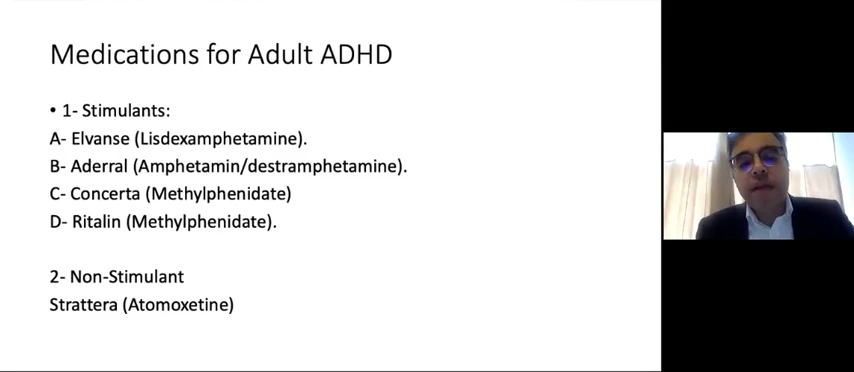 Medications for Adult ADHD
• 1- Stimulants:
A- Elvanse (Lisdexamphetamine).
B- Aderral (Amphetamin/destramphetamine).
C- Concerta (Methylphenidate)
D- Ritalin (Methylphenidate).
2- Non-Stimulant
Strattera (Atomoxetine)